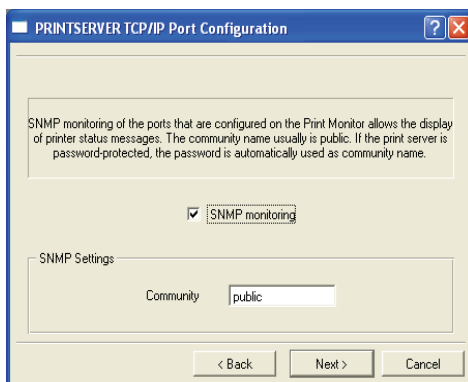 PRINTSERVER TCP/IP Port Configuration
SNMP monitoring of the ports that are configured on the Print Monitor allows the display
of printer status messages. The community name usually is public. If the print server is
password-protected, the password is automatically used as community name.
SNMP monitoring
SNMP Settings
Community
public
< Back
Next >
Cancel